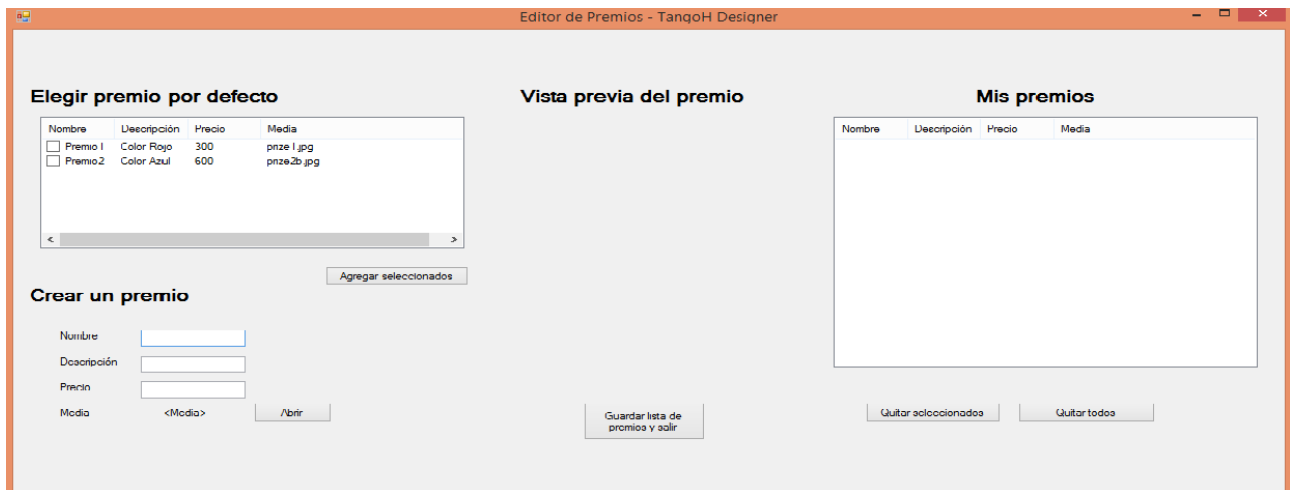 Editor de Premios - TangoH Designer
Elegir premio por defecto
Nombre Descripción Precio Media
Premio1 Color Rojo 300 prize1.jpg
Premio2 Color Azul 600 prize2b.jpg
Agregar seleccionados
Crear un premio
Nombre
Descripción
Precio
Media <Media> Abrir
Vista previa del premio
Guardar lista de
premios y salir
Mis premios
Nombre Descripción Precio Media
Quitar seleccionados Quitar todos